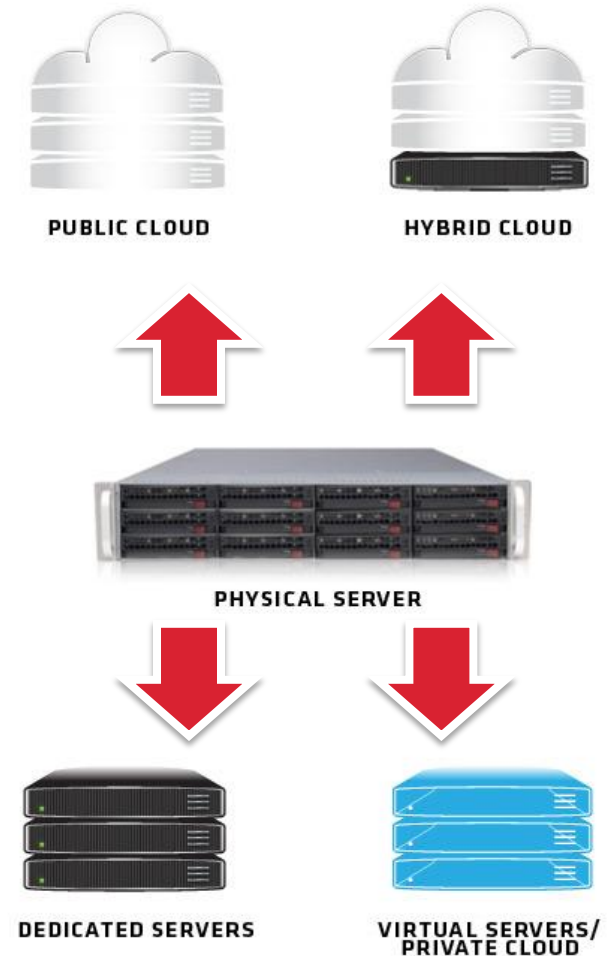 PUBLIC CLOUD
HYBRID CLOUD
PHYSICAL SERVER
DEDICATED SERVERS
VIRTUAL SERVERS/
PRIVATE CLOUD